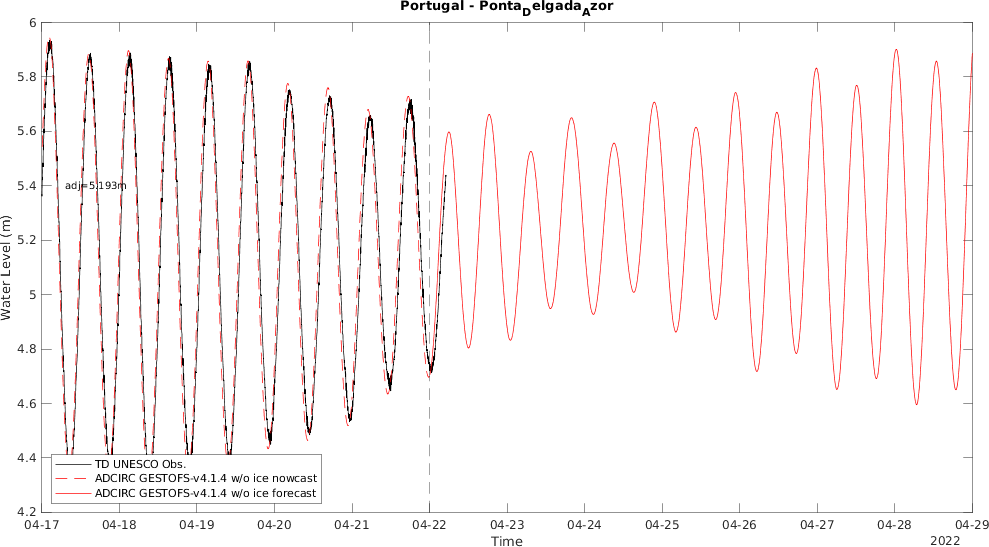 Portugal - PontaDelgadaAzor
Water Level (m)
6
5.8
5.6
5.4
5.2
5
4.8
4.6
4.4
4.2
adj=5.193m
TD UNESCO Obs.
ADCIRC GESTOFS-v4.1.4 w/o ice nowcast
ADCIRC GESTOFS-v4.1.4 w/o ice forecast
04-17 04-18 04-19 04-20 04-21 04-22 04-23 04-24 04-25 04-26 04-27 04-28 04-29
Time
2022